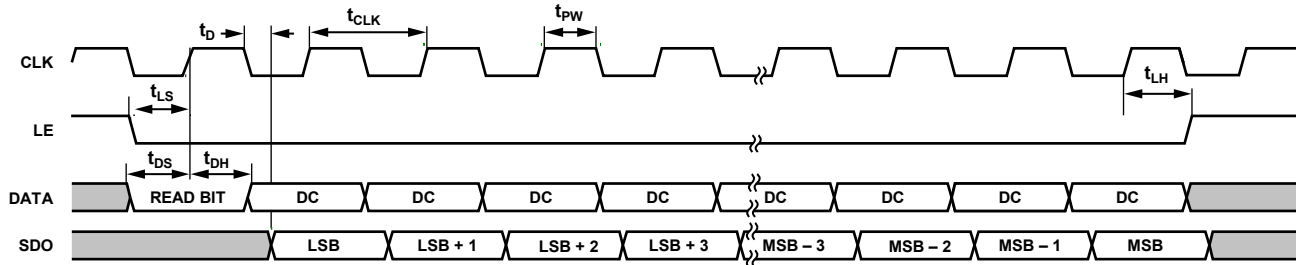 tD tCLK tPW
CLK
tLS tLH
LE
tDS tDH
DATA READ BIT DC DC DC DC DC DC DC DC
SDO LSB LSB + 1 LSB + 2 LSB + 3 MSB – 3 MSB – 2 MSB – 1 MSB